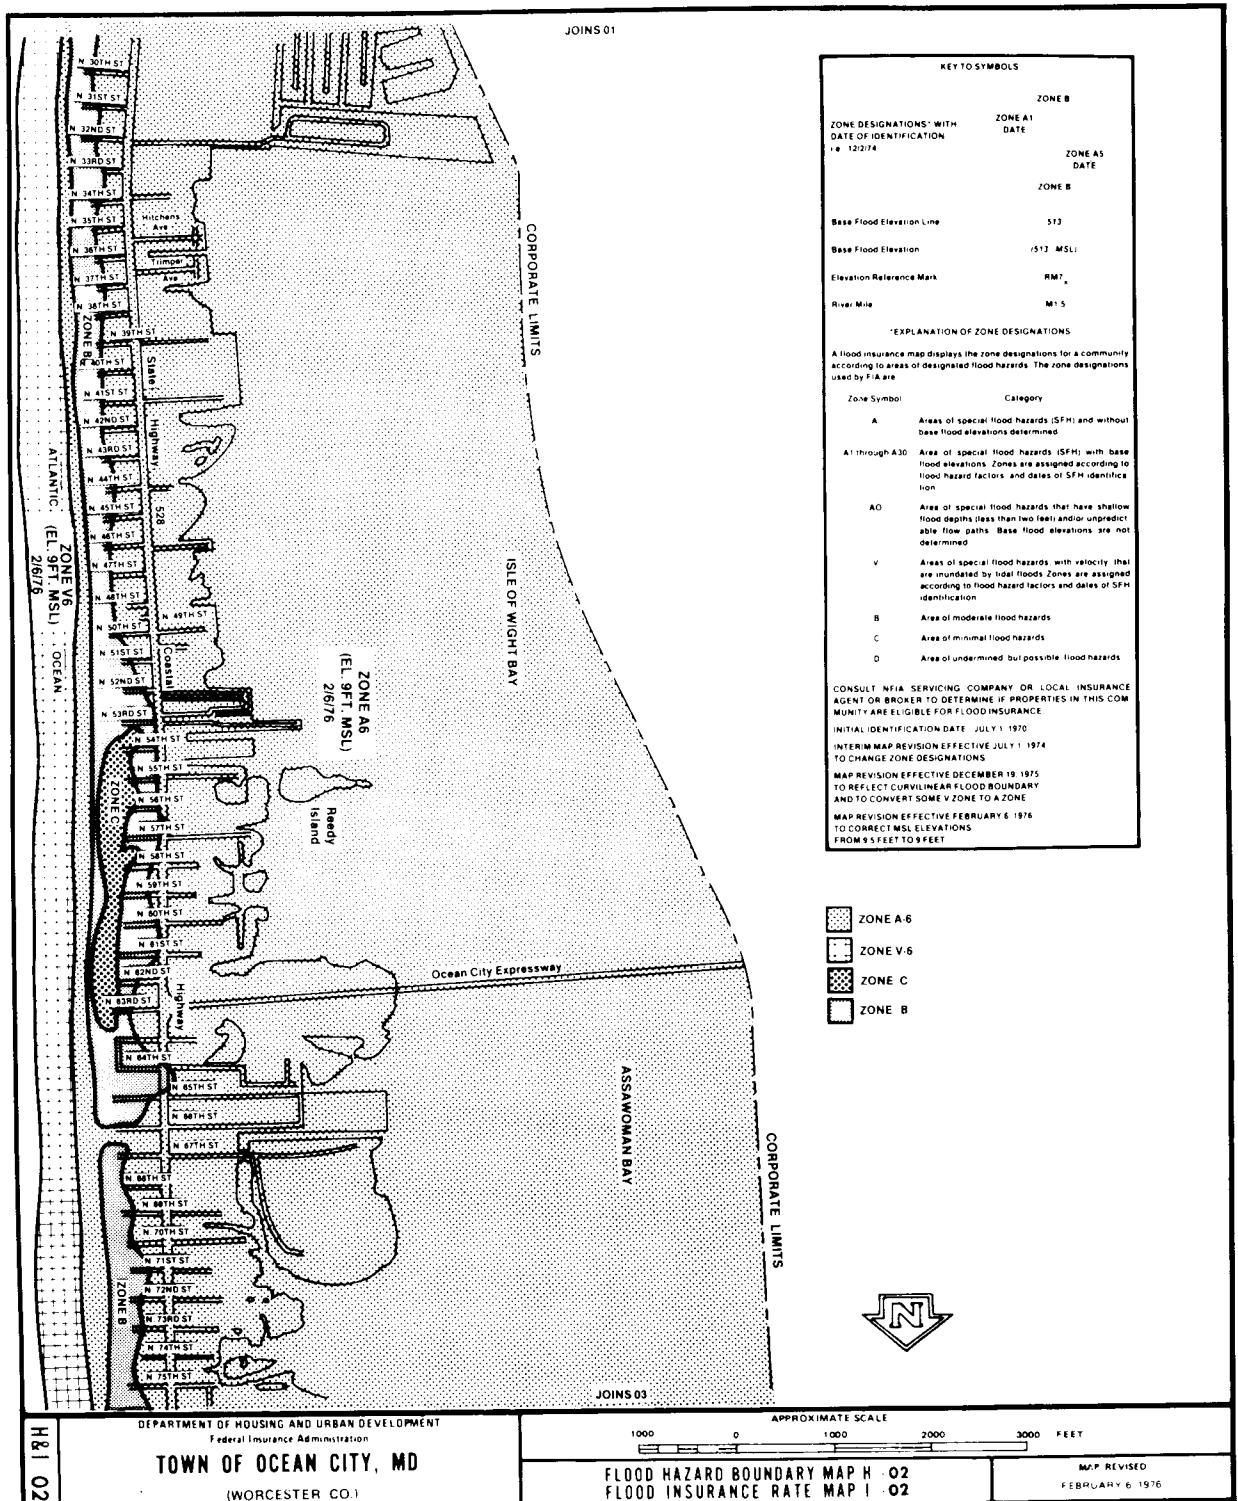 JOINS 01
N 30TH ST
N 31ST ST
N 32ND ST
N 33RD ST
N 34TH ST
N 35TH ST
N 36TH ST
N 37TH ST
N 38TH ST
N 39TH ST
N 40TH ST
N 41ST ST
N 42ND ST
N 43RD ST
N 44TH ST
N 45TH ST
N 46TH ST
N 47TH ST
N 48TH ST
N 49TH ST
N 50TH ST
N 51ST ST
N 52ND ST
N 53RD ST
N 54TH ST
N 55TH ST
N 56TH ST
N 57TH ST
N 58TH ST
N 59TH ST
N 60TH ST
N 61ST ST
N 62ND ST
N 63RD ST
N 64TH ST
N 65TH ST
N 66TH ST
N 67TH ST
N 68TH ST
N 69TH ST
N 70TH ST
N 71ST ST
N 72ND ST
N 73RD ST
N 74TH ST
N 75TH ST
Hitchens
Ave
Trimper
Ave
ZONE B
State
Highway
528
Coastal
Highway
ATLANTIC
OCEAN
ZONE V6
(EL. 9FT. MSL)
2/6/76
ZONE A6
(EL. 9FT. MSL)
2/6/76
ZONE C
Reedy
Island
ISLE OF WIGHT BAY
CORPORATE LIMITS
Ocean City Expressway
ASSAWOMAN BAY
CORPORATE LIMITS
ZONE B
JOINS 03
KEY TO SYMBOLS
ZONE B
ZONE DESIGNATIONS* WITH
DATE OF IDENTIFICATION
i.e. 12/2/74
ZONE A1
DATE
ZONE A5
DATE
ZONE B
Base Flood Elevation Line 513
Base Flood Elevation (513 MSL)
Elevation Reference Mark RM7x
River Mile M1.5
*EXPLANATION OF ZONE DESIGNATIONS
A flood insurance map displays the zone designations for a community
according to areas of designated flood hazards. The zone designations
used by FIA are
Zone Symbol Category
A Areas of special flood hazards (SFH) and without
base flood elevations determined
A1 through A30 Area of special flood hazards (SFH) with base
flood elevations. Zones are assigned according to
flood hazard factors and dates of SFH identifica
tion
AO Area of special flood hazards that have shallow
flood depths (less than two feet) and/or unpredict
able flow paths. Base flood elevations are not
determined
V Areas of special flood hazards, with velocity, that
are inundated by tidal floods. Zones are assigned
according to flood hazard factors and dates of SFH
identification
B Area of moderate flood hazards
C Area of minimal flood hazards
D Area of undermined but possible flood hazards
CONSULT NFIA SERVICING COMPANY OR LOCAL INSURANCE
AGENT OR BROKER TO DETERMINE IF PROPERTIES IN THIS COM
MUNITY ARE ELIGIBLE FOR FLOOD INSURANCE
INITIAL IDENTIFICATION DATE JULY 1 1970
INTERIM MAP REVISION EFFECTIVE JULY 1 1974
TO CHANGE ZONE DESIGNATIONS
MAP REVISION EFFECTIVE DECEMBER 19, 1975
TO REFLECT CURVILINEAR FLOOD BOUNDARY
AND TO CONVERT SOME V ZONE TO A ZONE
MAP REVISION EFFECTIVE FEBRUARY 6 1976
TO CORRECT MSL ELEVATIONS
FROM 9.5 FEET TO 9 FEET
ZONE A-6
ZONE V-6
ZONE C
ZONE B
N
H&I 02
DEPARTMENT OF HOUSING AND URBAN DEVELOPMENT
Federal Insurance Administration
TOWN OF OCEAN CITY, MD
(WORCESTER CO.)
APPROXIMATE SCALE
1000 0 1000 2000 3000 FEET
FLOOD HAZARD BOUNDARY MAP H - 02
FLOOD INSURANCE RATE MAP I - 02
MAP REVISED
FEBRUARY 6 1976